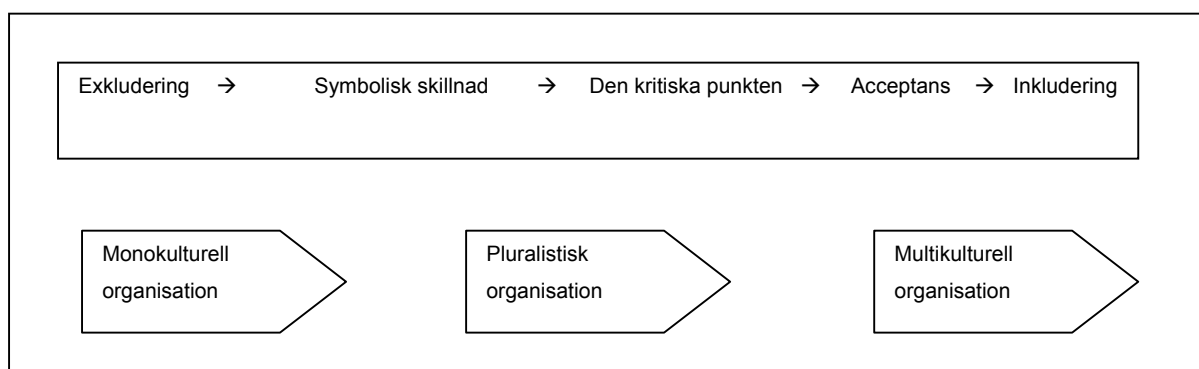 Exkludering → Symbolisk skillnad → Den kritiska punkten → Acceptans → Inkludering
Monokulturell
organisation
Pluralistisk
organisation
Multikulturell
organisation